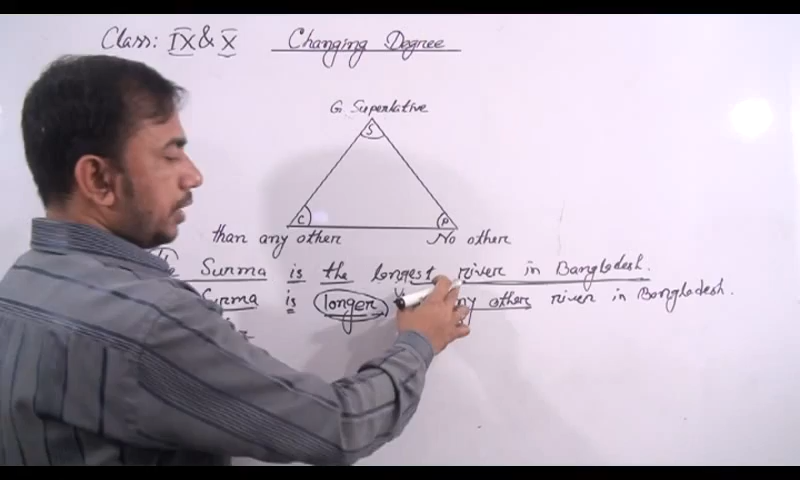 Class: IX & X Changing Degree
G. Superlative
S
C
P
than any other
No other
Surma is the longest river in Bangladesh.
Surma is longer any other river in Bangladesh.